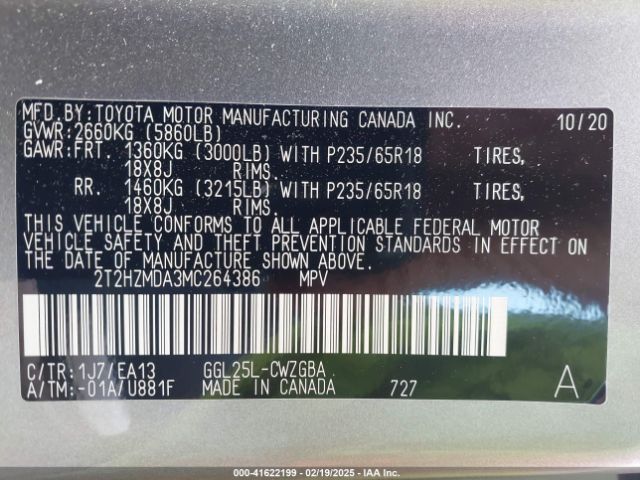 MFD.BY:TOYOTA MOTOR MANUFACTURING CANADA INC. 10/20
GVWR:2660KG (5860LB)
GAWR:FRT. 1360KG (3000LB) WITH P235/65R18 TIRES,
18X8J RIMS.
RR. 1460KG (3215LB) WITH P235/65R18 TIRES,
18X8J RIMS.
THIS VEHICLE CONFORMS TO ALL APPLICABLE FEDERAL MOTOR
VEHICLE SAFETY AND THEFT PREVENTION STANDARDS IN EFFECT ON
THE DATE OF MANUFACTURE SHOWN ABOVE.
2T2HZMDA3MC264386 MPV
C/TR:1J7/EA13 GGL25L-CWZGBA
A/TM:-01A/U881F MADE IN CANADA 727 A
000-41622199 - 02/19/2025 - IAA Inc.